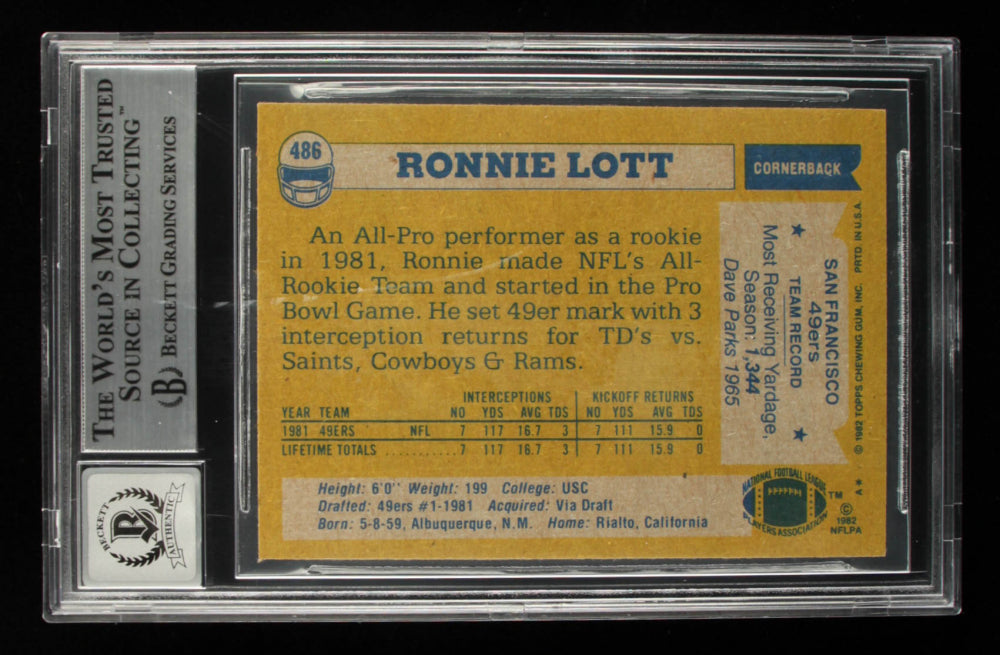 THE WORLD'S MOST TRUSTED
SOURCE IN COLLECTING™
BECKETT GRADING SERVICES
B
BECKETT
B
AUTHENTIC
486
RONNIE LOTT
CORNERBACK
An All-Pro performer as a rookie
in 1981, Ronnie made NFL's All-
Rookie Team and started in the Pro
Bowl Game. He set 49er mark with 3
interception returns for TD's vs.
Saints, Cowboys & Rams.
INTERCEPTIONS KICKOFF RETURNS
YEAR TEAM NO YDS AVG TDS NO YDS AVG TDS
1981 49ERS NFL 7 117 16.7 3 7 111 15.9 0
LIFETIME TOTALS ...........7 117 16.7 3 7 111 15.9 0
Height: 6'0" Weight: 199 College: USC
Drafted: 49ers #1-1981 Acquired: Via Draft
Born: 5-8-59, Albuquerque, N.M. Home: Rialto, California
SAN FRANCISCO
49ers
TEAM RECORD
Most Receiving Yardage,
Season: 1,344
Dave Parks 1965
© 1982 TOPPS CHEWING GUM, INC. PRTD. IN U.S.A.
A*
NATIONAL FOOTBALL LEAGUE
PLAYERS ASSOCIATION
TM
© 1982
NFLPA